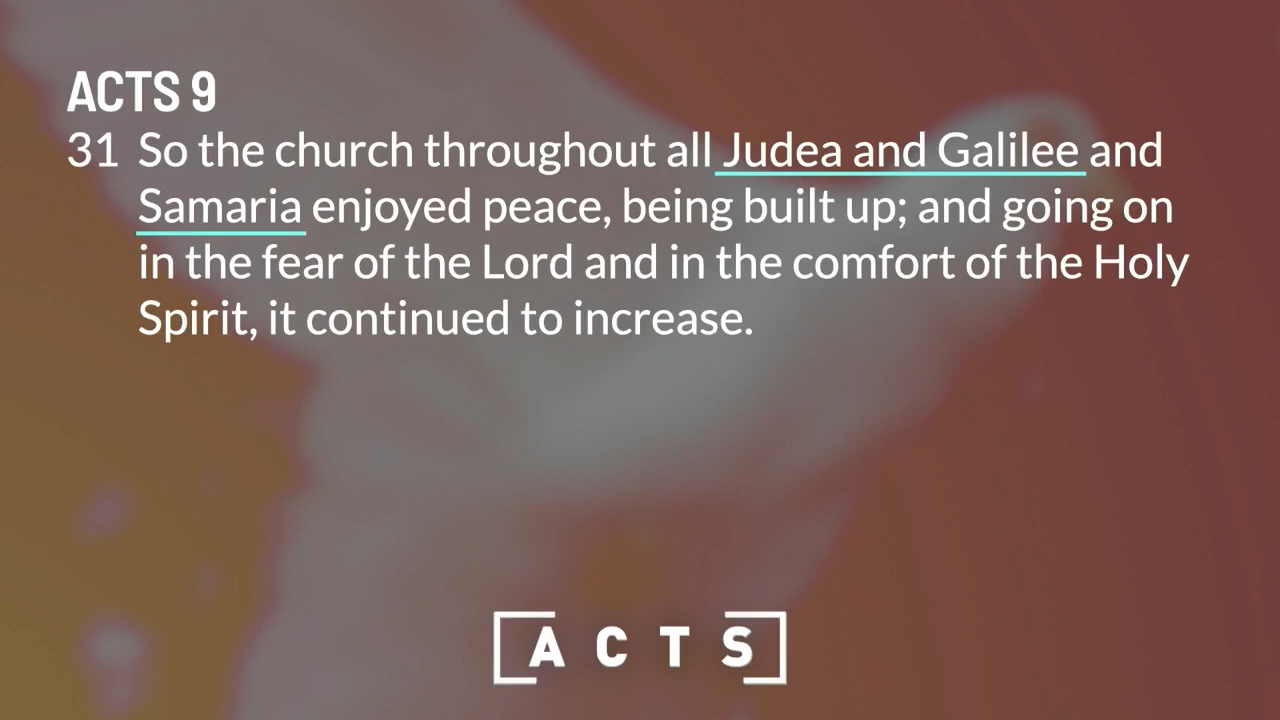 ACTS 9
31 So the church throughout all Judea and Galilee and
Samaria enjoyed peace, being built up; and going on
in the fear of the Lord and in the comfort of the Holy
Spirit, it continued to increase.
ACTS